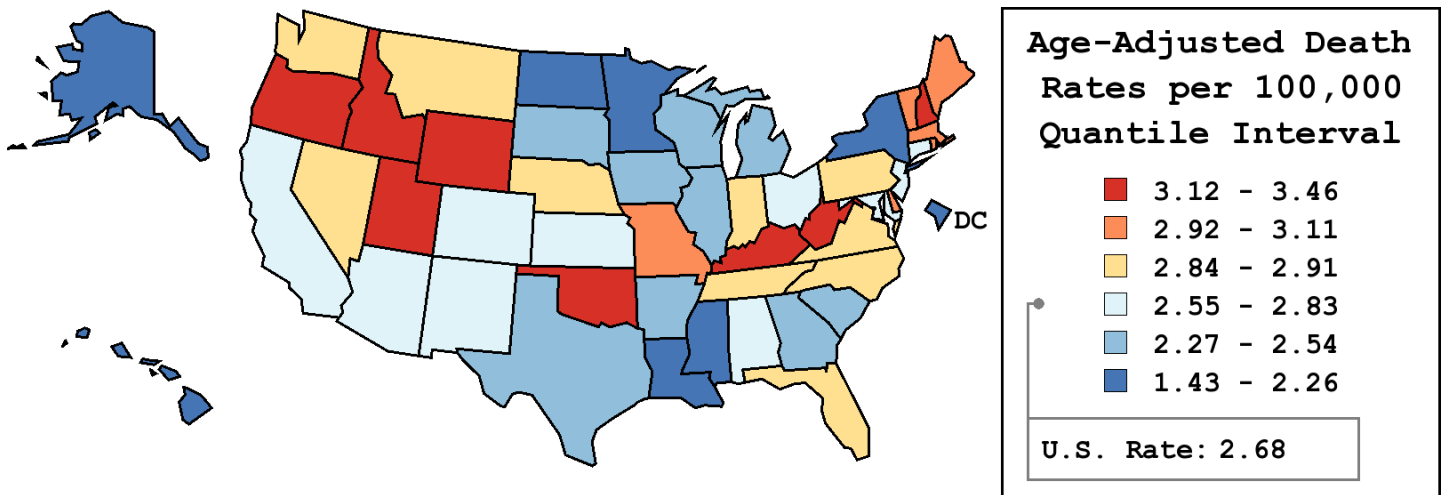 Age-Adjusted Death
Rates per 100,000
Quantile Interval
3.12 - 3.46
2.92 - 3.11
2.84 - 2.91
2.55 - 2.83
2.27 - 2.54
1.43 - 2.26
U.S. Rate: 2.68
DC